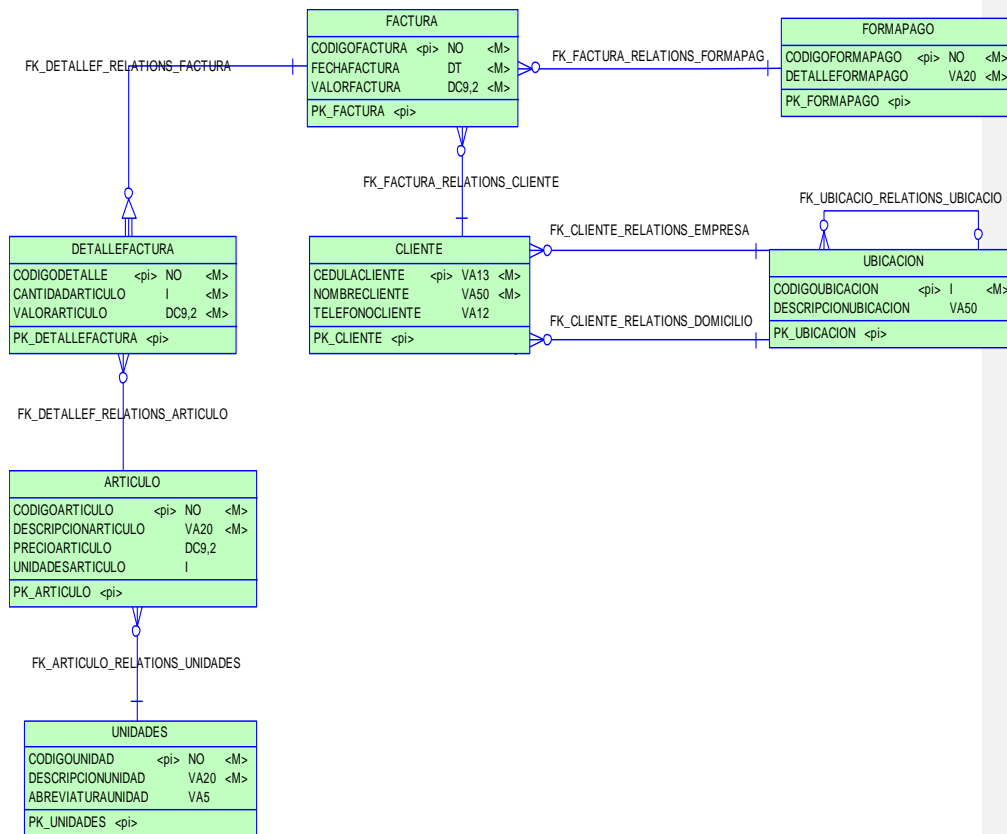 FACTURA
CODIGOFACTURA <pi> NO <M>
FECHAFACTURA DT <M>
VALORFACTURA DC9,2 <M>
PK_FACTURA <pi>
FORMAPAGO
CODIGOFORMAPAGO <pi> NO <M>
DETALLEFORMAPAGO VA20 <M>
PK_FORMAPAGO <pi>
FK_DETALLEF_RELATIONS_FACTURA
FK_FACTURA_RELATIONS_FORMAPAG
FK_FACTURA_RELATIONS_CLIENTE
FK_UBICACIO_RELATIONS_UBICACIO
DETALLEFACTURA
CODIGODETALLE <pi> NO <M>
CANTIDADARTICULO I <M>
VALORARTICULO DC9,2 <M>
PK_DETALLEFACTURA <pi>
CLIENTE
CEDULACLIENTE <pi> VA13 <M>
NOMBRECLIENTE VA50 <M>
TELEFONOCLIENTE VA12
PK_CLIENTE <pi>
FK_CLIENTE_RELATIONS_EMPRESA
FK_CLIENTE_RELATIONS_DOMICILIO
UBICACION
CODIGOUBICACION <pi> I <M>
DESCRIPCIONUBICACION VA50
PK_UBICACION <pi>
FK_DETALLEF_RELATIONS_ARTICULO
ARTICULO
CODIGOARTICULO <pi> NO <M>
DESCRIPCIONARTICULO VA20 <M>
PRECIOARTICULO DC9,2
UNIDADESARTICULO I
PK_ARTICULO <pi>
FK_ARTICULO_RELATIONS_UNIDADES
UNIDADES
CODIGOUNIDAD <pi> NO <M>
DESCRIPCIONUNIDAD VA20 <M>
ABREVIATURAUNIDAD VA5
PK_UNIDADES <pi>